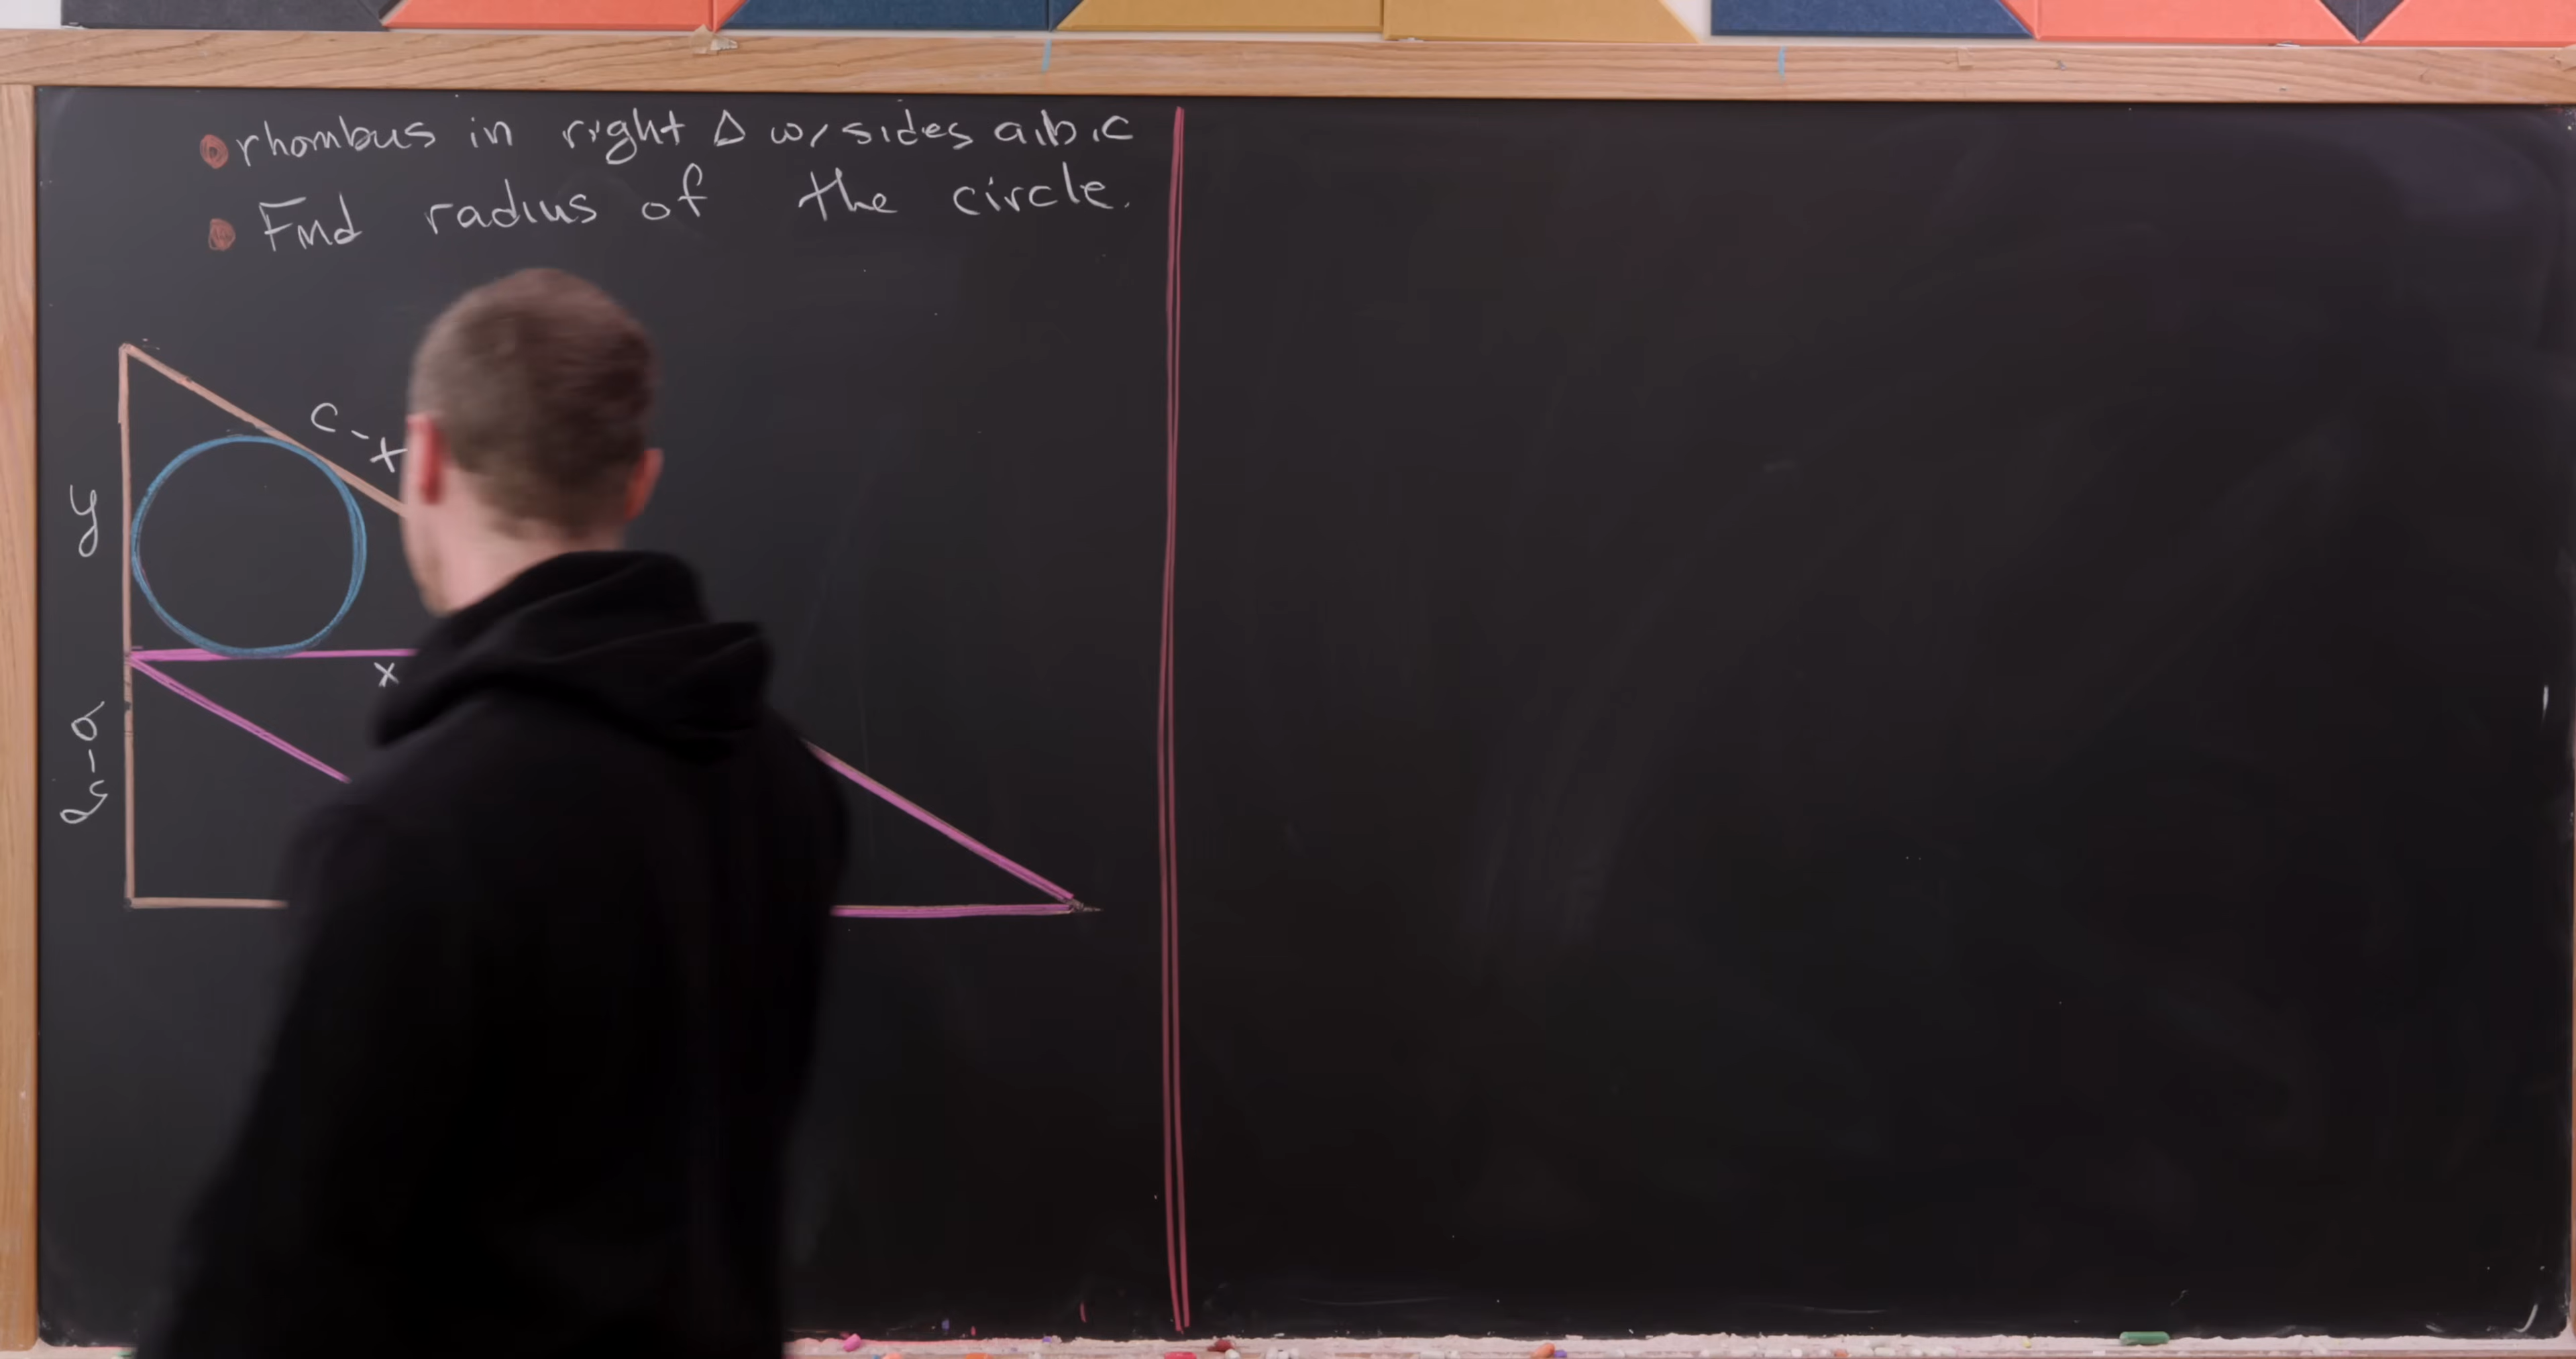 rhombus in right Δ w/ sides a,b,c
Find radius of the circle.
c-x
y
x
a-y